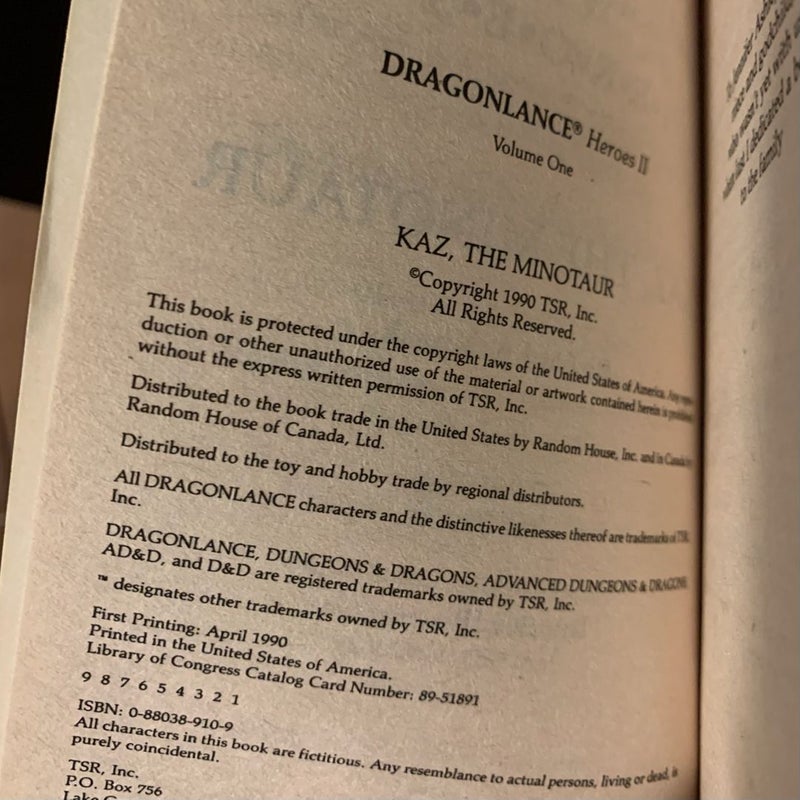 DRAGONLANCE® Heroes II
Volume One
KAZ, THE MINOTAUR
©Copyright 1990 TSR, Inc.
All Rights Reserved.
This book is protected under the copyright laws of the United States of America. Any
duction or other unauthorized use of the material or artwork contained herein is
without the express written permission of TSR, Inc.
Distributed to the book trade in the United States by Random House, Inc. and in Canada by
Random House of Canada, Ltd.
Distributed to the toy and hobby trade by regional distributors.
All DRAGONLANCE characters and the distinctive likenesses thereof are trademarks of TSR,
Inc.
DRAGONLANCE, DUNGEONS & DRAGONS, ADVANCED DUNGEONS & DRAGONS,
AD&D, and D&D are registered trademarks owned by TSR, Inc.
™ designates other trademarks owned by TSR, Inc.
First Printing: April 1990
Printed in the United States of America.
Library of Congress Catalog Card Number: 89-51891
9 8 7 6 5 4 3 2 1
ISBN: 0-88038-910-9
All characters in this book are fictitious. Any resemblance to actual persons, living or dead, is
purely coincidental.
TSR, Inc.
P.O. Box 756
Lake
to the family